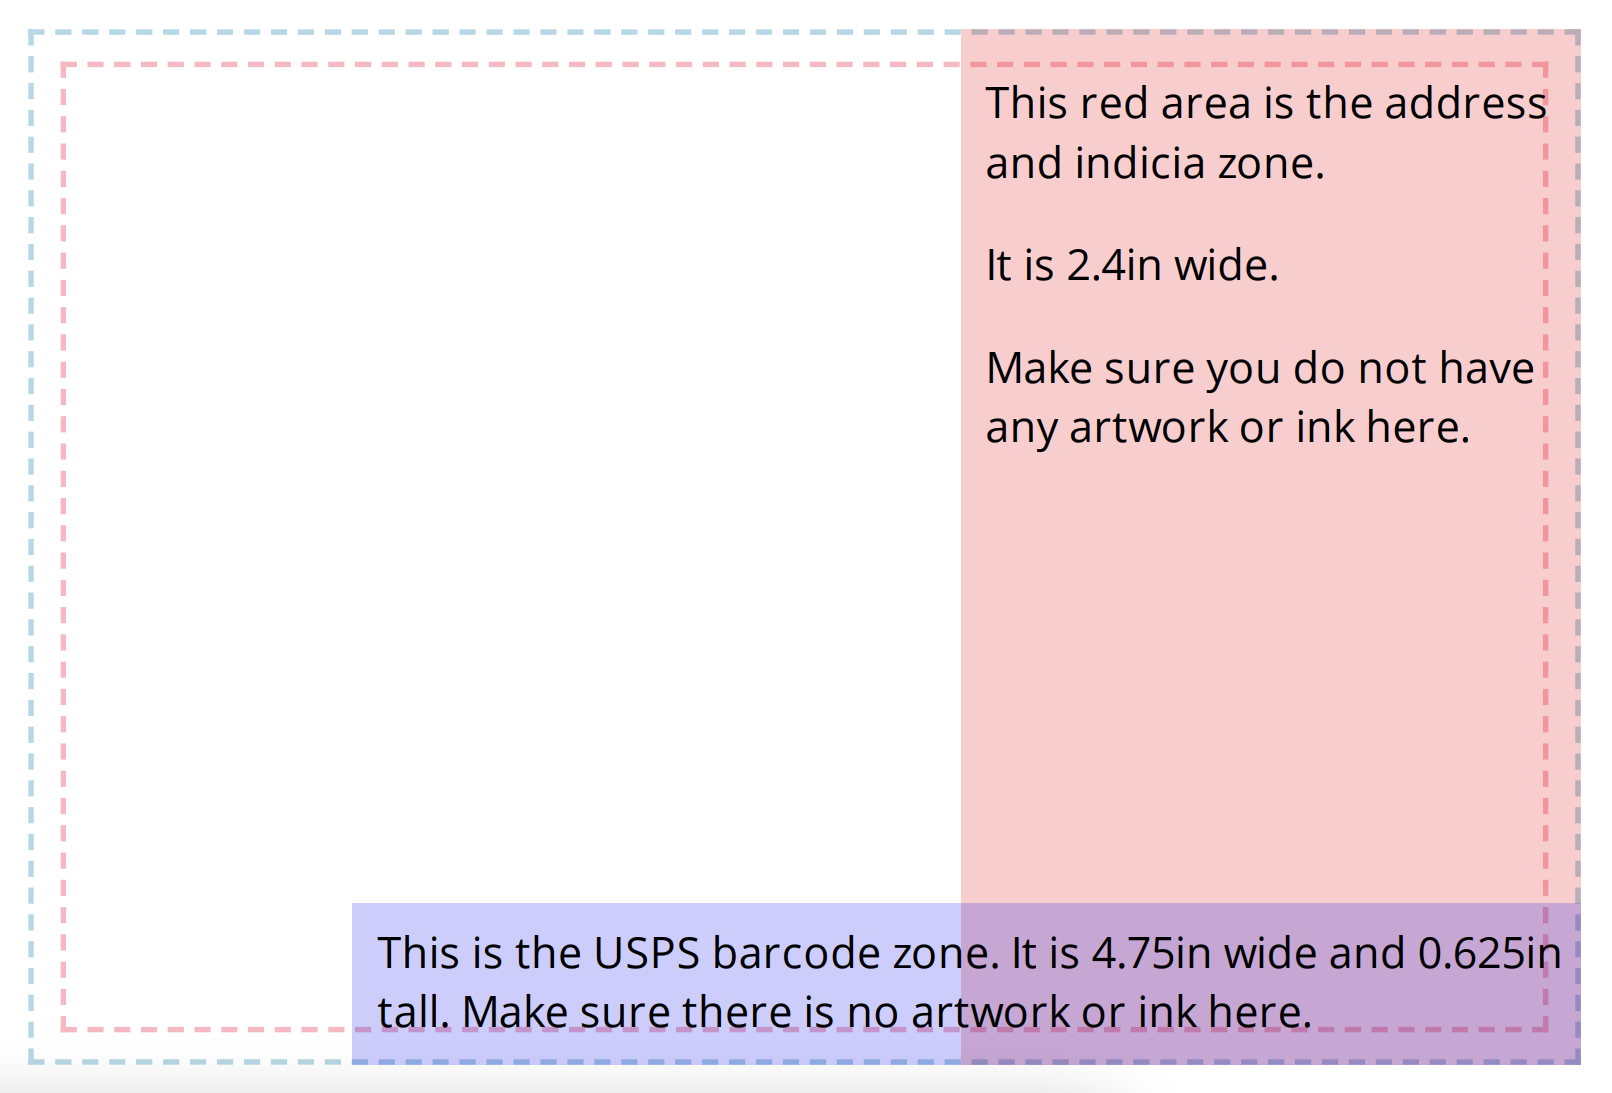 This red area is the address
and indicia zone.
It is 2.4in wide.
Make sure you do not have
any artwork or ink here.
This is the USPS barcode zone. It is 4.75in wide and 0.625in
tall. Make sure there is no artwork or ink here.